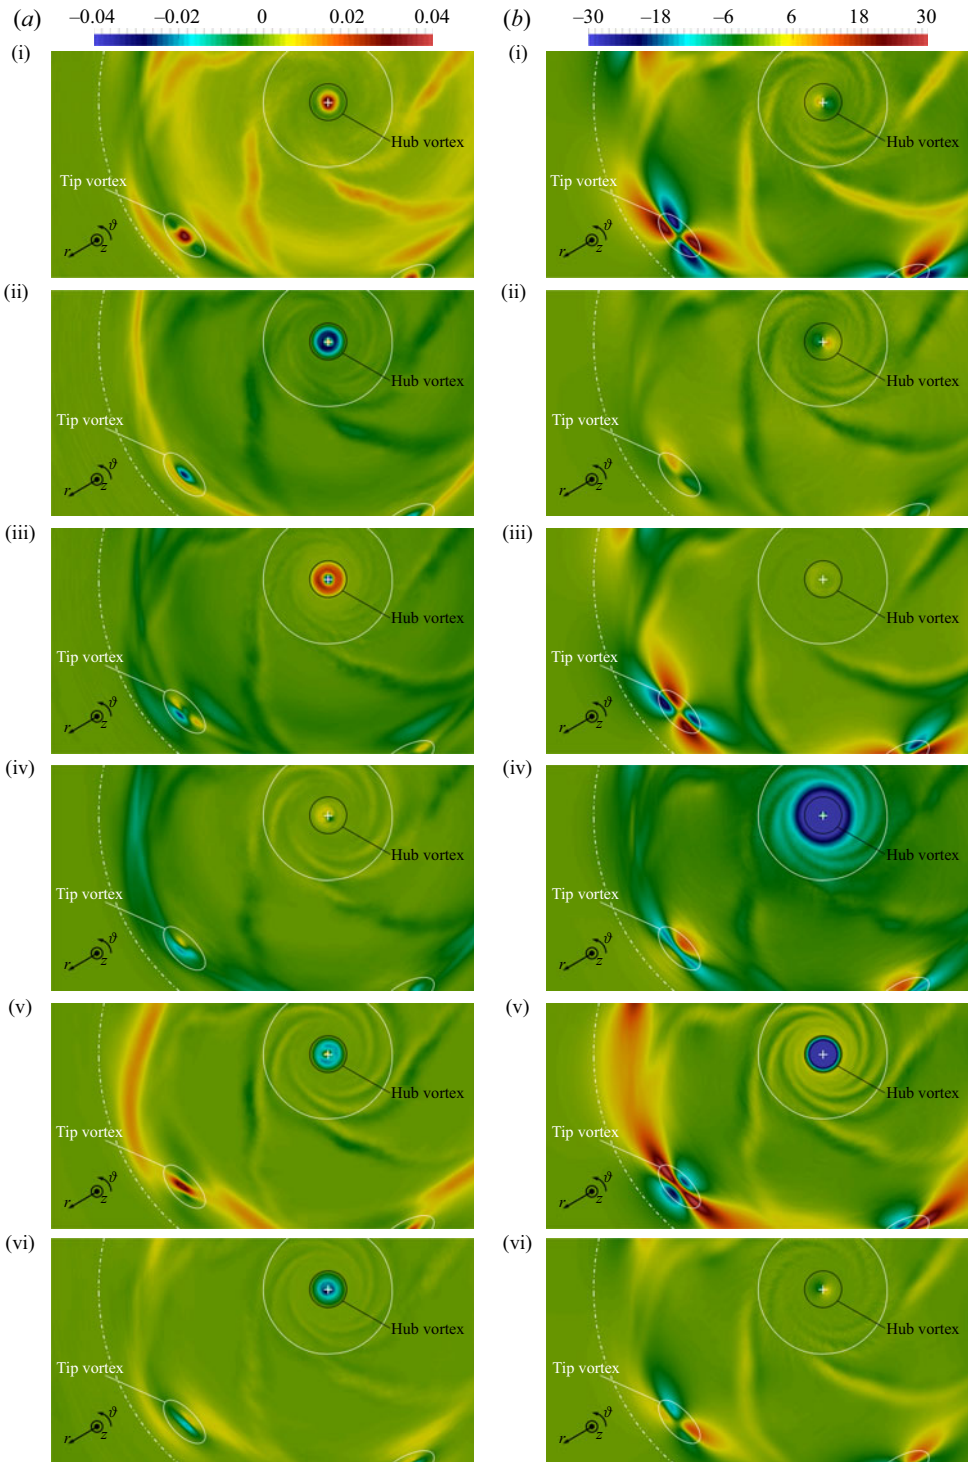 (a) −0.04 −0.02 0 0.02 0.04
(b) −30 −18 −6 6 18 30
(i)
Hub vortex
Tip vortex
r z ϑ
(i)
Hub vortex
Tip vortex
r z ϑ
(ii)
Hub vortex
Tip vortex
r z ϑ
(ii)
Hub vortex
Tip vortex
r z ϑ
(iii)
Hub vortex
Tip vortex
r z ϑ
(iii)
Hub vortex
Tip vortex
r z ϑ
(iv)
Hub vortex
Tip vortex
r z ϑ
(iv)
Hub vortex
Tip vortex
r z ϑ
(v)
Hub vortex
Tip vortex
r z ϑ
(v)
Hub vortex
Tip vortex
r z ϑ
(vi)
Hub vortex
Tip vortex
r z ϑ
(vi)
Hub vortex
Tip vortex
r z ϑ